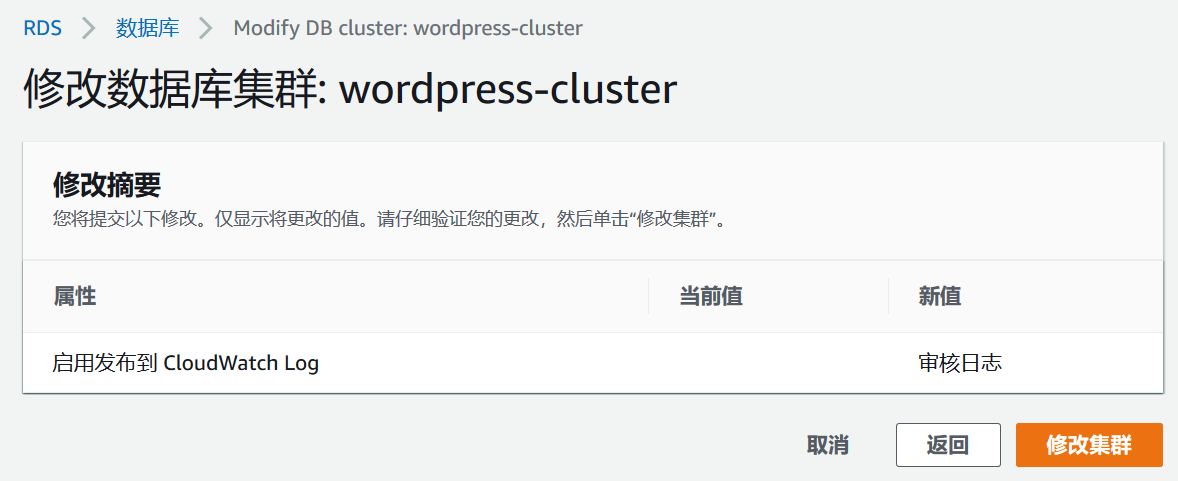 RDS > 数据库 > Modify DB cluster: wordpress-cluster
修改数据库集群: wordpress-cluster
修改摘要
您将提交以下修改。仅显示将更改的值。请仔细验证您的更改，然后单击“修改集群”。
属性 当前值 新值
启用发布到 CloudWatch Log 审核日志
取消 返回 修改集群